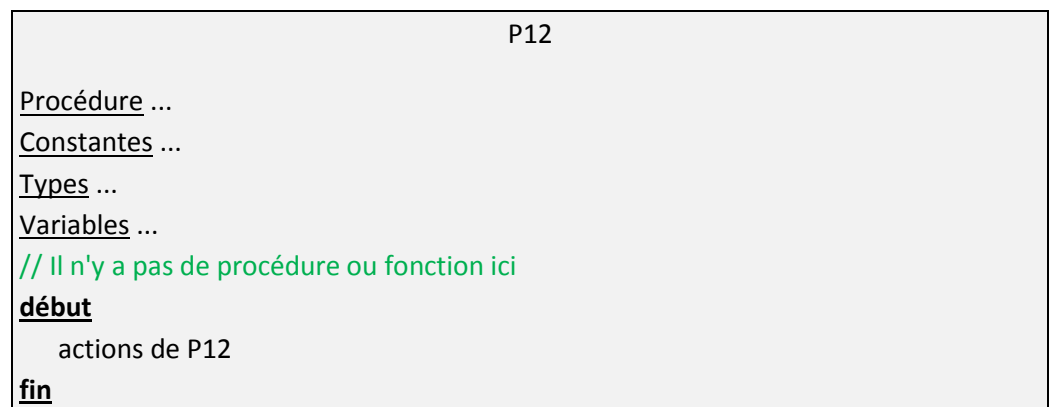 P12
Procédure ...
Constantes ...
Types ...
Variables ...
// Il n'y a pas de procédure ou fonction ici
début
actions de P12
fin